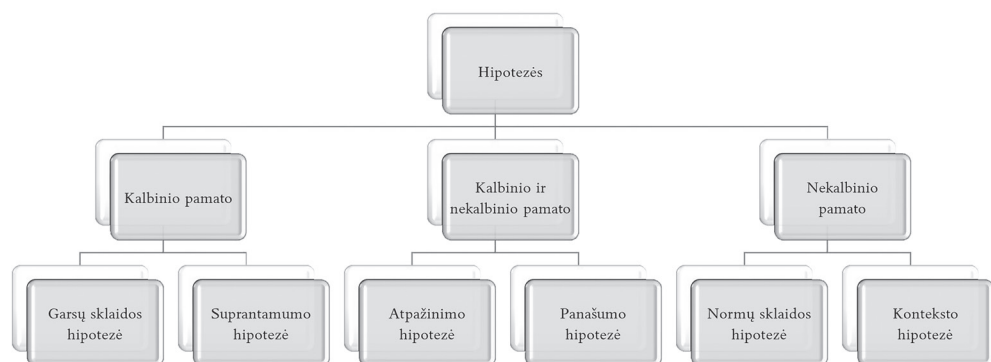 Hipotezės
Kalbinio pamato
Kalbinio ir
nekalbinio pamato
Nekalbinio
pamato
Garsų sklaidos
hipotezė
Suprantamumo
hipotezė
Atpažinimo
hipotezė
Panašumo
hipotezė
Normų sklaidos
hipotezė
Konteksto
hipotezė